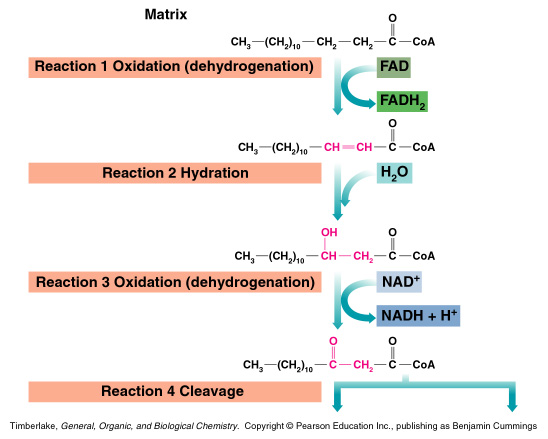 Matrix
O
CH₃—(CH₂)₁₀—CH₂—CH₂—C—CoA
Reaction 1 Oxidation (dehydrogenation)
FAD
FADH₂
O
CH₃—(CH₂)₁₀—CH=CH—C—CoA
Reaction 2 Hydration
H₂O
OH O
CH₃—(CH₂)₁₀—CH—CH₂—C—CoA
Reaction 3 Oxidation (dehydrogenation)
NAD⁺
NADH + H⁺
O O
CH₃—(CH₂)₁₀—C—CH₂—C—CoA
Reaction 4 Cleavage
Timberlake, General, Organic, and Biological Chemistry. Copyright © Pearson Education Inc., publishing as Benjamin Cummings